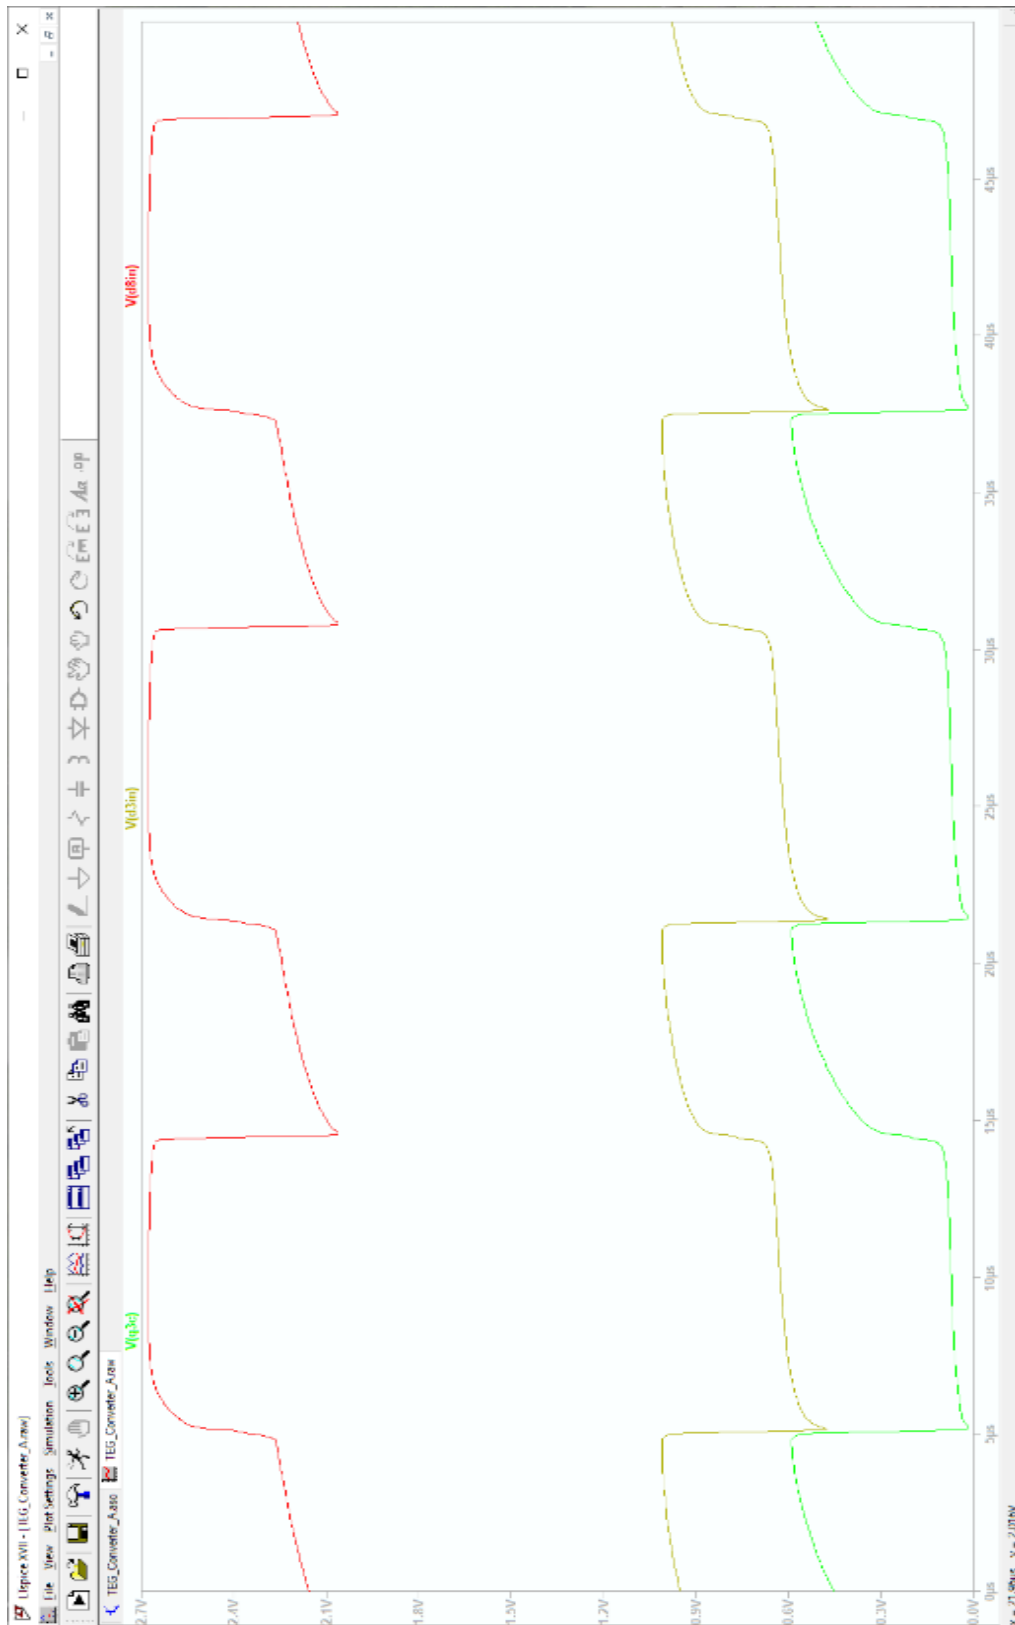 LTspice XVII - [TEG_Converter_A.raw]
File View Plot Settings Simulation Tools Window Help
TEG_Converter_A.asc TEG_Converter_A.raw
V(q3c) V(d3in) V(d8in)
2.7V
2.4V
2.1V
1.8V
1.5V
1.2V
0.9V
0.6V
0.3V
0.0V
0µs 5µs 10µs 15µs 20µs 25µs 30µs 35µs 40µs 45µs